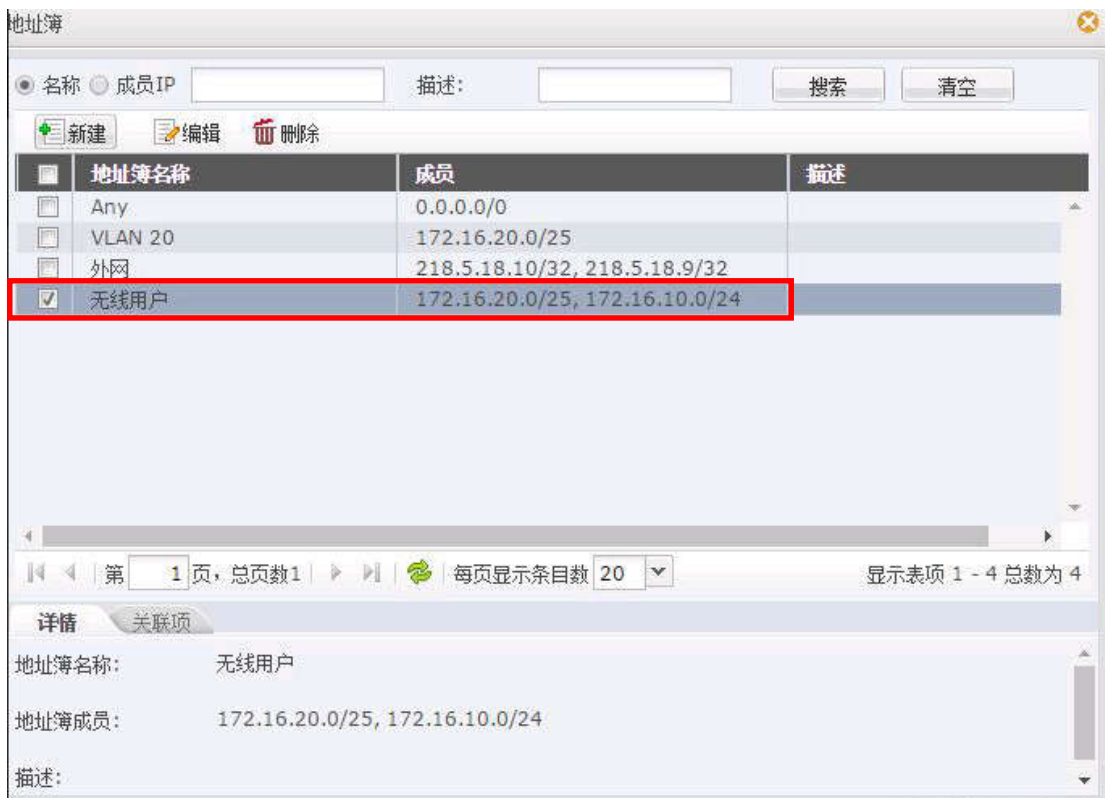 地址簿
名称 成员IP 描述: 搜索 清空
新建 编辑 删除
地址簿名称 成员 描述
Any 0.0.0.0/0
VLAN 20 172.16.20.0/25
外网 218.5.18.10/32, 218.5.18.9/32
无线用户 172.16.20.0/25, 172.16.10.0/24
第 1 页，总页数1 每页显示条目数 20 显示表项 1 - 4 总数为 4
详情 关联项
地址簿名称: 无线用户
地址簿成员: 172.16.20.0/25, 172.16.10.0/24
描述: